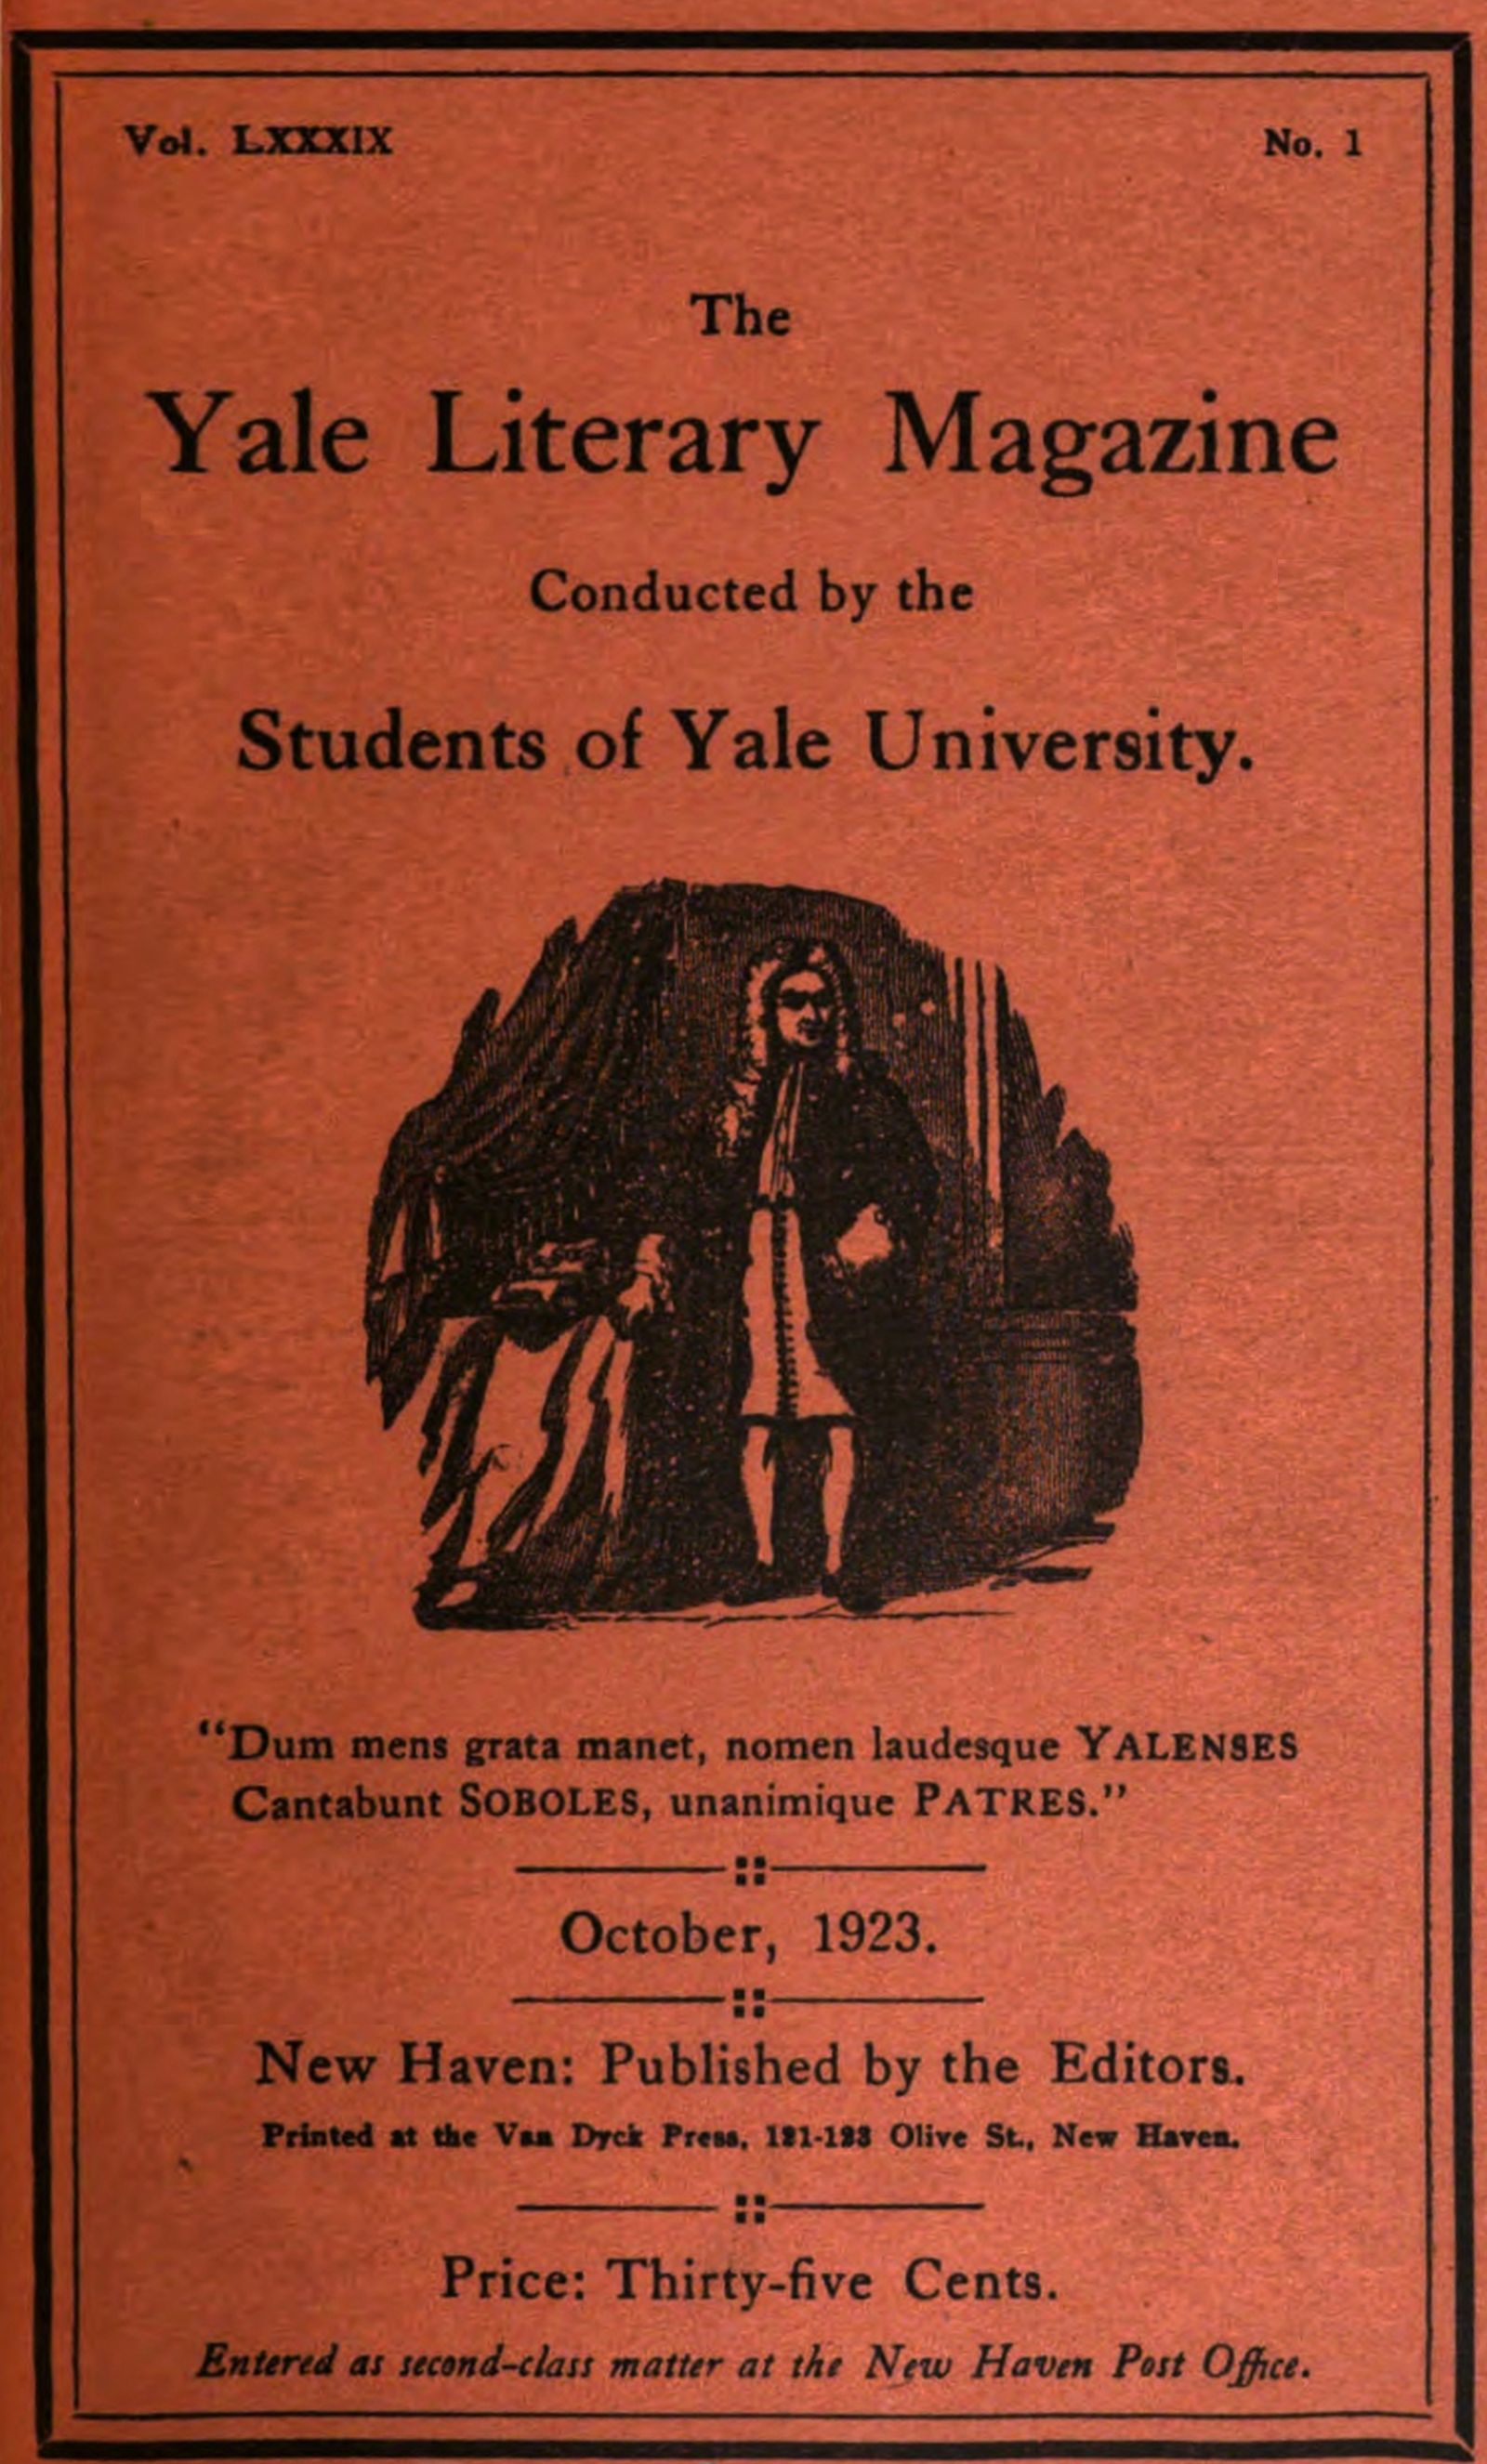 Vol. LXXXIX No. 1
The
Yale Literary Magazine
Conducted by the
Students of Yale University.
“Dum mens grata manet, nomen laudesque YALENSES
Cantabunt SOBOLES, unanimique PATRES.”
October, 1923.
New Haven: Published by the Editors.
Printed at the Van Dyck Press, 121-123 Olive St., New Haven.
Price: Thirty-five Cents.
Entered as second-class matter at the New Haven Post Office.